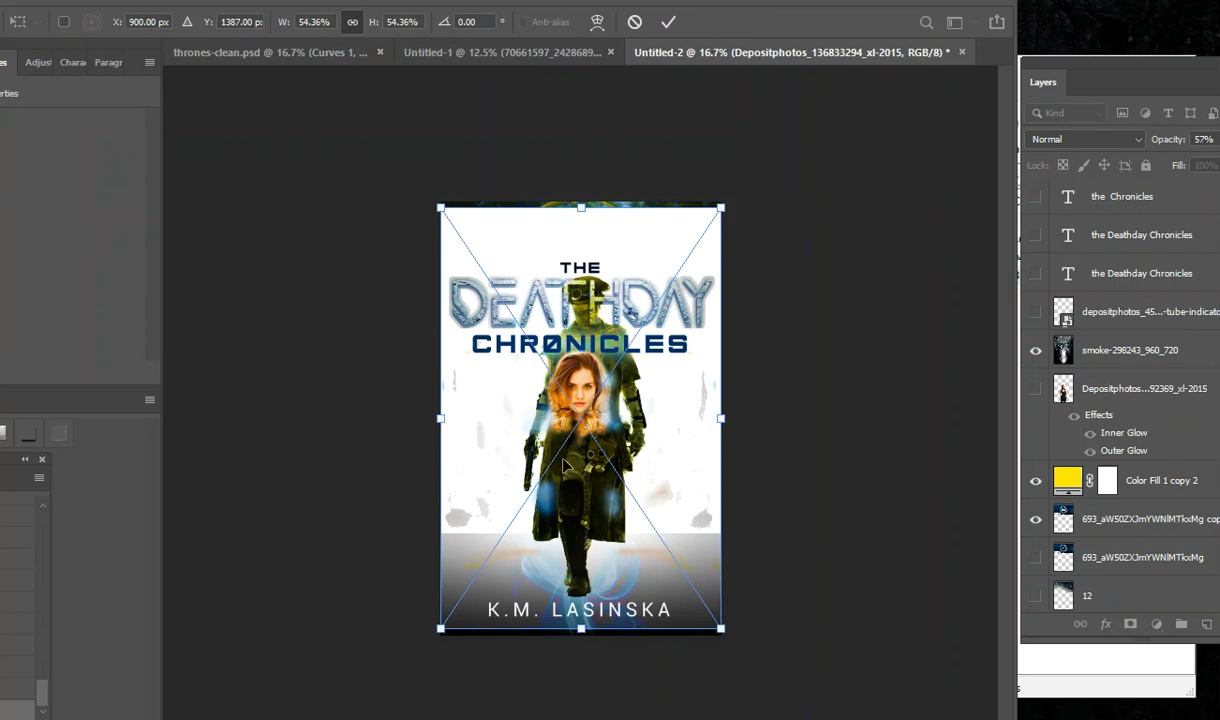 X: 900.00 px Y: 1387.00 p: W: 54.36% H: 54.36% 0.00 ° Anti-alias
thrones-clean.psd @ 16.7% (Curves 1, ... × Untitled-1 @ 12.5% (70661597_2428689... × Untitled-2 @ 16.7% (Depositphotos_136833294_xl-2015, RGB/8) * ×
es Adjust Chara Paragr
erties
Layers
Kind
Normal Opacity: 57%
Lock: Fill: 100%
T the Chronicles
T the Deathday Chronicles
T the Deathday Chronicles
depositphotos_45...-tube-indicato
smoke-298243_960_720
Depositphotos...92369_xl-2015
Effects
Inner Glow
Outer Glow
Color Fill 1 copy 2
693_aW50ZXJmYWNlMTkxMg cop
693_aW50ZXJmYWNlMTkxMg
12
fx
THE
DEATHDAY
CHRONICLES
K.M. LASINSKA